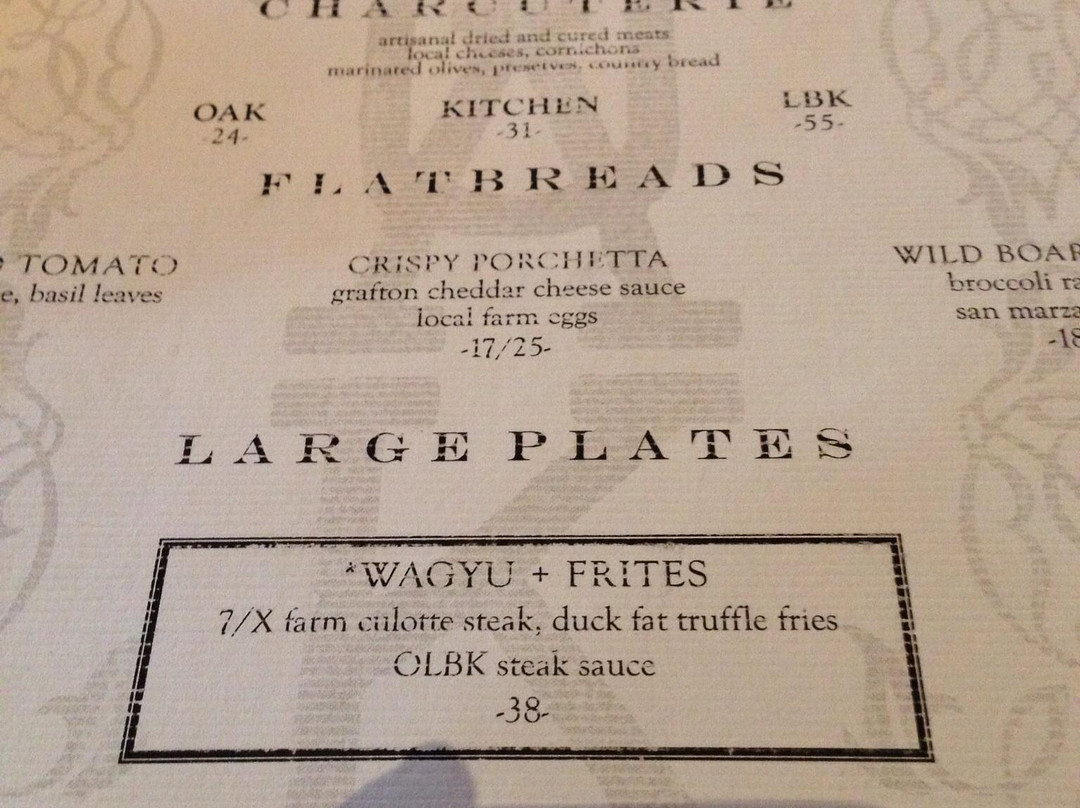 CHARCUTERIE
artisanal dried and cured meats
local cheeses, cornichons
marinated olives, preserves, country bread
OAK KITCHEN LBK
-24- -31- -55-
FLATBREADS
TOMATO CRISPY PORCHETTA WILD BOAR
basil leaves grafton cheddar cheese sauce broccoli
local farm eggs san
-17/25- -18
LARGE PLATES
*WAGYU + FRITES
7/X farm culotte steak, duck fat truffle fries
OLBK steak sauce
-38-